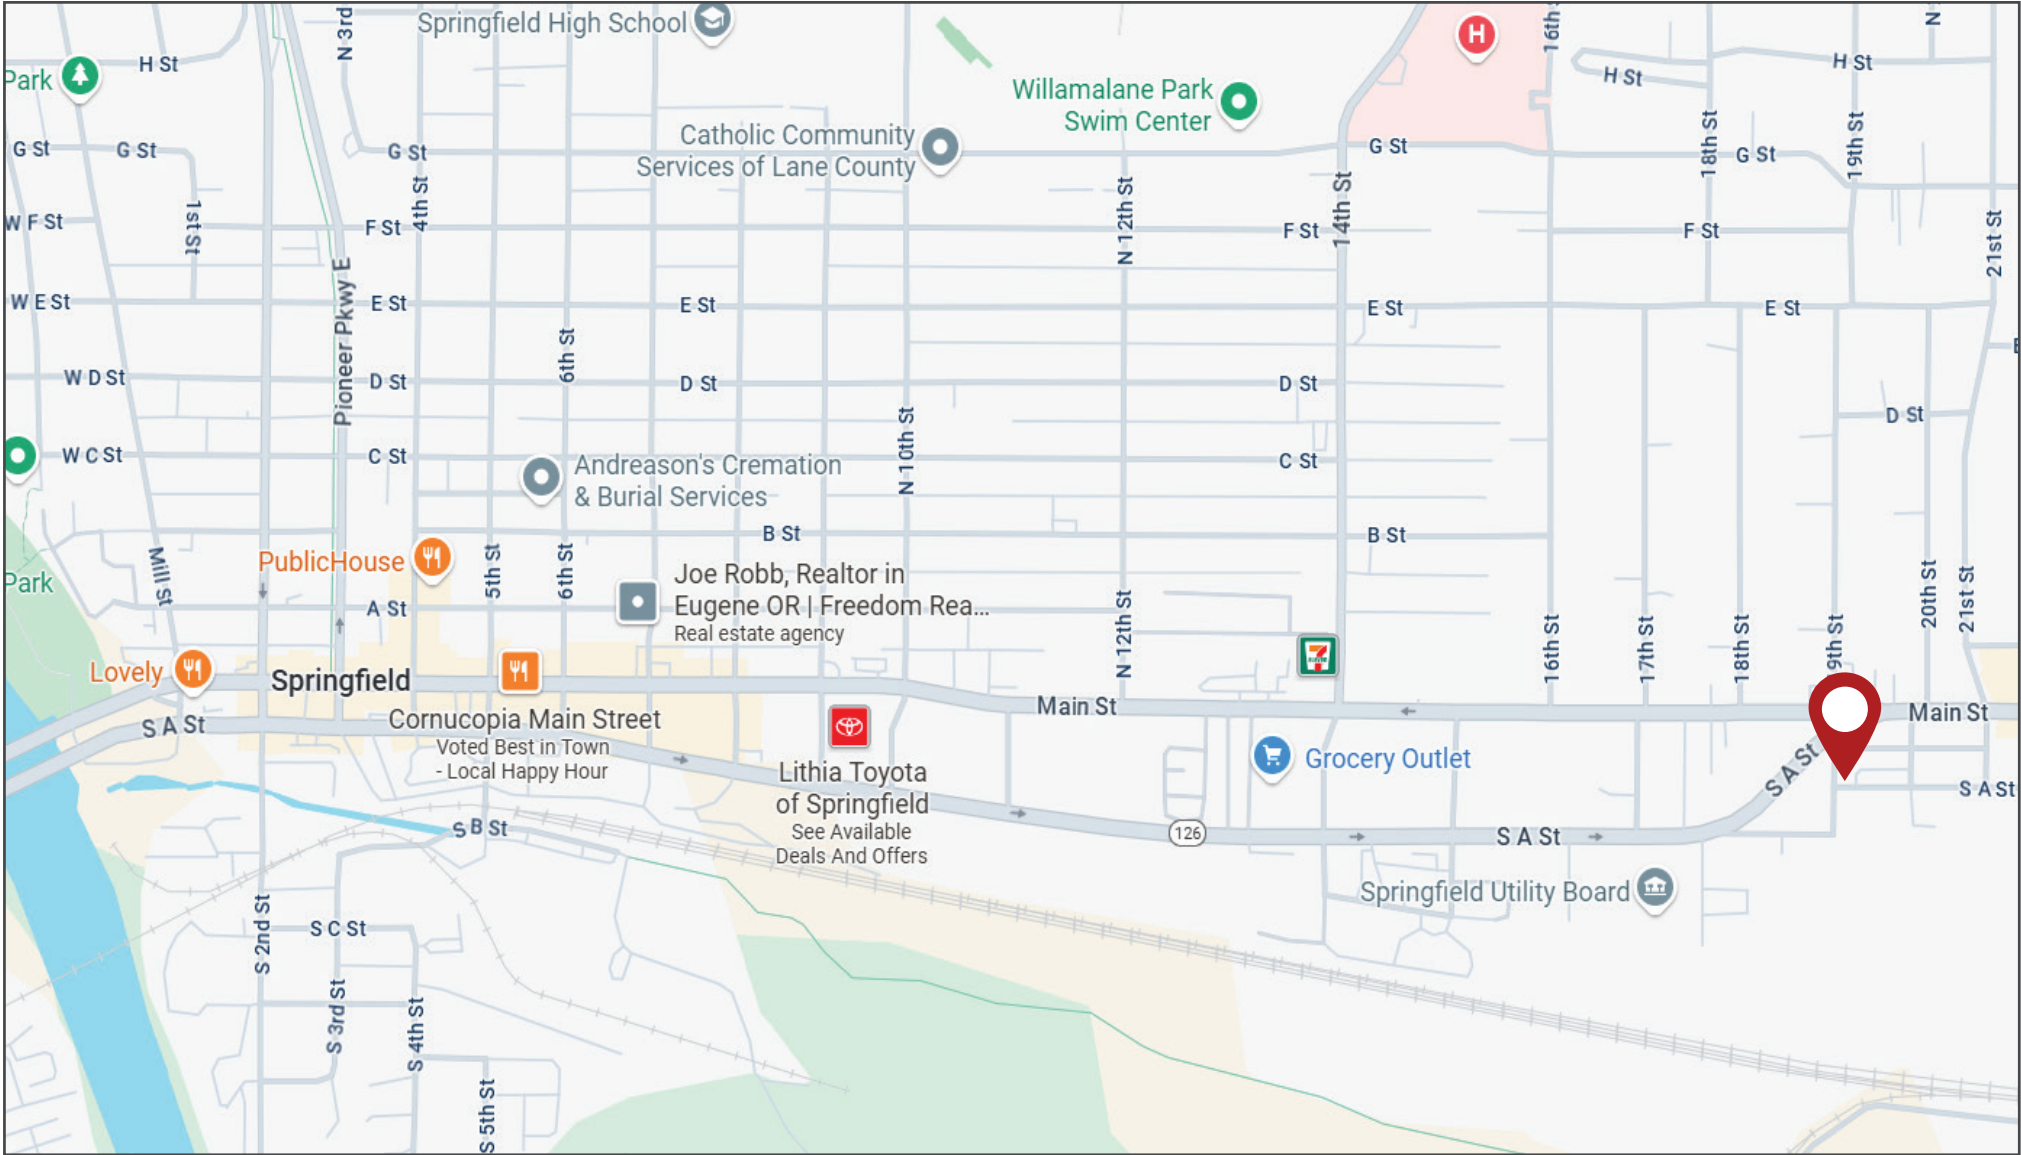 Springfield High School
N 3rd
16th
N
H St
H St
H St
H
Park
Willamalane Park
Swim Center
Catholic Community
Services of Lane County
G St
G St
G St
G St
G St
18th St
19th St
4th St
N 12th St
14th St
1st St
W F St
F St
F St
F St
21st St
Pioneer Pkwy E
W E St
E St
E St
E St
E St
6th St
W D St
D St
D St
D St
D St
N 10th St
W C St
C St
C St
Andreason's Cremation
& Burial Services
B St
B St
PublicHouse
Mill St
5th St
6th St
Park
Joe Robb, Realtor in
Eugene OR | Freedom Rea...
Real estate agency
A St
N 12th St
16th St
17th St
18th St
9th St
20th St
21st St
7
ELEVEN
Lovely
Springfield
Main St
Main St
S A St
Cornucopia Main Street
Voted Best in Town
- Local Happy Hour
Lithia Toyota
of Springfield
See Available
Deals And Offers
Grocery Outlet
S A St
S A St
S B St
126
S A St
Springfield Utility Board
S 2nd St
S C St
S 3rd St
S 4th St
S 5th St